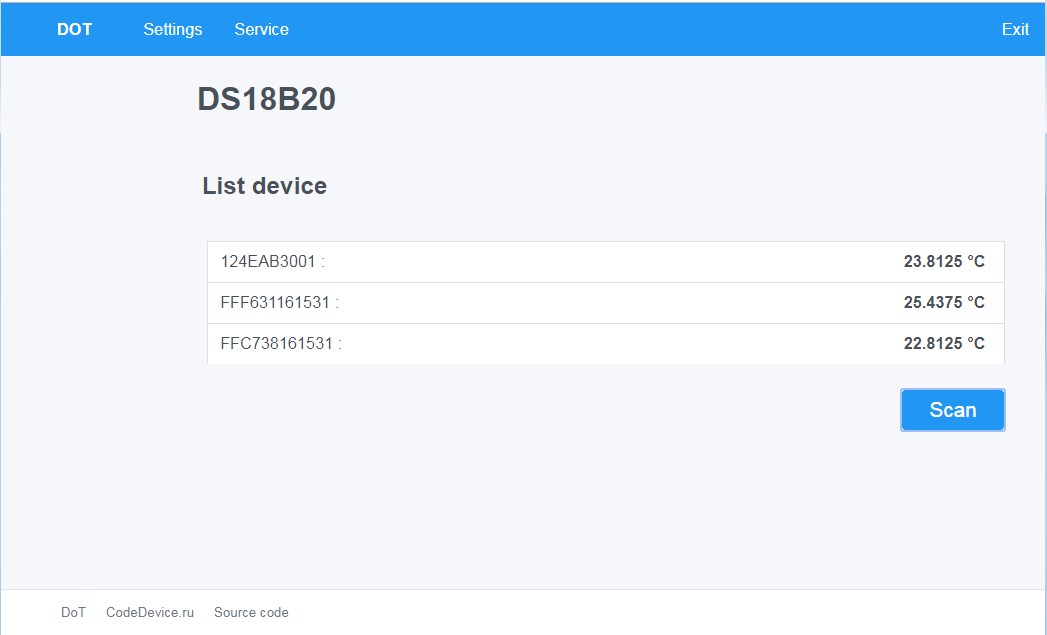 DOT Settings Service Exit
DS18B20
List device
124EAB3001 : 23.8125 °C
FFF631161531 : 25.4375 °C
FFC738161531 : 22.8125 °C
Scan
DoT CodeDevice.ru Source code